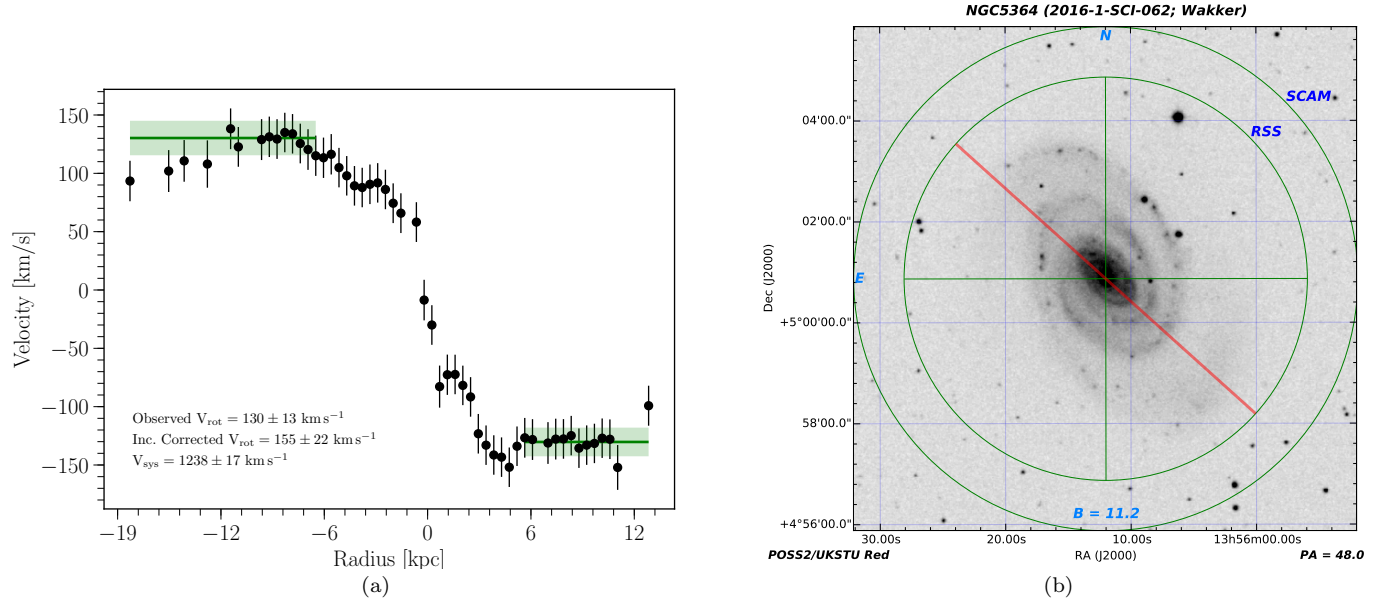 NGC5364 (2016-1-SCI-062; Wakker)
150
100
50
0
−50
−100
−150
Velocity [km/s]
Observed Vrot = 130 ± 13 km s−1
Inc. Corrected Vrot = 155 ± 22 km s−1
Vsys = 1238 ± 17 km s−1
−19
−12
−6
0
6
12
Radius [kpc]
(a)
N
SCAM
RSS
E
B = 11.2
04'00.0"
02'00.0"
+5°00'00.0"
58'00.0"
+4°56'00.0"
Dec (J2000)
30.00s
20.00s
10.00s
13h56m00.00s
RA (J2000)
POSS2/UKSTU Red
PA = 48.0
(b)